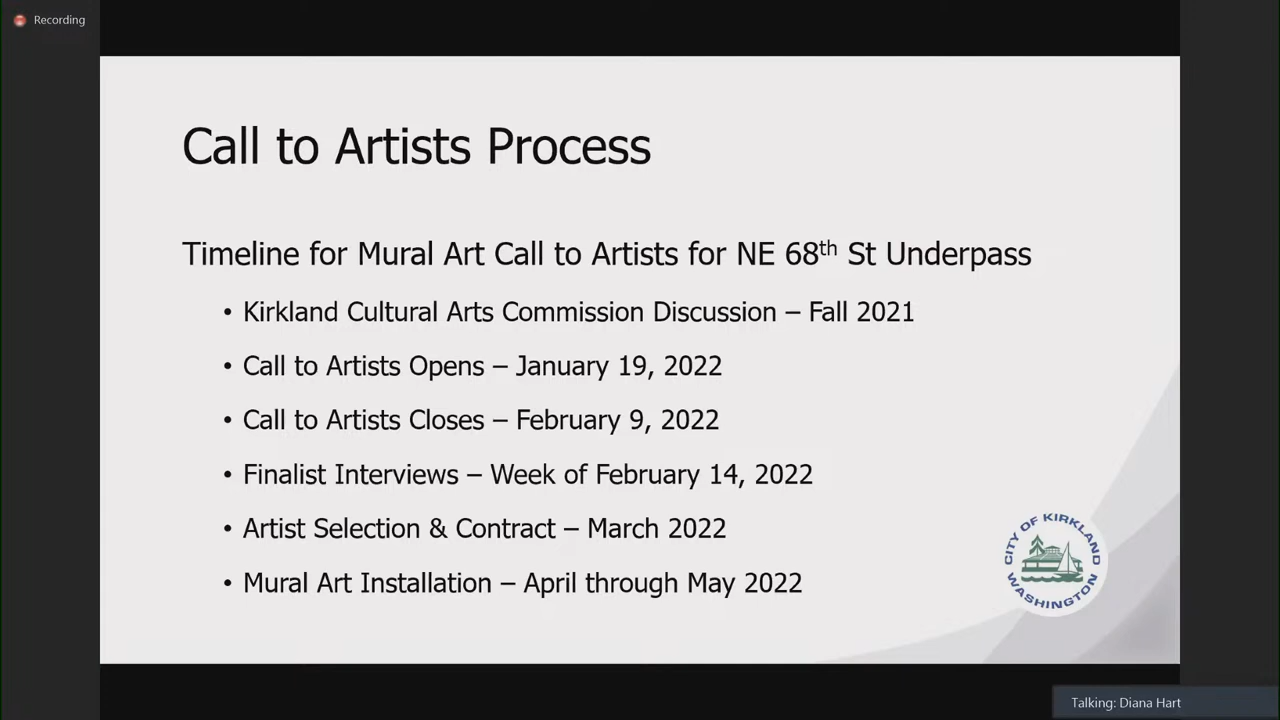 Recording
Call to Artists Process
Timeline for Mural Art Call to Artists for NE 68th St Underpass
• Kirkland Cultural Arts Commission Discussion – Fall 2021
• Call to Artists Opens – January 19, 2022
• Call to Artists Closes – February 9, 2022
• Finalist Interviews – Week of February 14, 2022
• Artist Selection & Contract – March 2022
• Mural Art Installation – April through May 2022
CITY OF KIRKLAND
WASHINGTON
Talking: Diana Hart